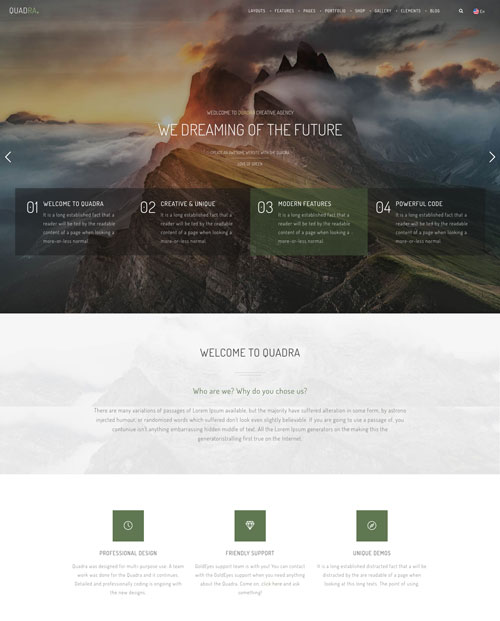 QUADRA.
LAYOUTS • FEATURES • PAGES • PORTFOLIO • SHOP • GALLERY • ELEMENTS • BLOG
En
WELCOME TO QUADRA CREATIVE AGENCY
WE DREAMING OF THE FUTURE
WEBSITE WITH THE QUADRA
01 WELCOME TO QUADRA
It is a long established fact that a
reader will be led by the readable
content of a page when looking a
more-or-less normal.
02 CREATIVE & UNIQUE
It is a long established fact that a
reader will be led by the readable
content of a page when looking a
more-or-less normal.
03 MODERN FEATURES
It is a long established fact that a
reader will be led by the readable
content of a page when looking a
more-or-less normal.
04 POWERFUL CODE
It is a long established fact that a
reader will be led by the readable
content of a page when looking a
more-or-less normal.
WELCOME TO QUADRA
Who are we? Why do you chose us?
There are many variations of passages of Lorem Ipsum available, but the majority have suffered alteration in some form, by astrono
injected humour, or randomised words which suffered don't look even slightly believable. If you are going to use a passage of, you
isn't anything embarrassing hidden middle of text. All the Lorem Ipsum generators on the making this the
first true on the Internet.
PROFESSIONAL DESIGN
Quadra was designed for multi purpose use. A team
work was done for the Quadra and it continues.
Detailed and professionally coding is ongoing with
the new designs...
FRIENDLY SUPPORT
GoldEyes support team is with you! You can contact
with the GoldEyes support when you need anything
about the Quadra. Come on, click here and ask
something!
UNIQUE DEMOS
It is a long established distracted fact that a will be
distracted by the are readable of a page when
looking at this long texts. The point of using.